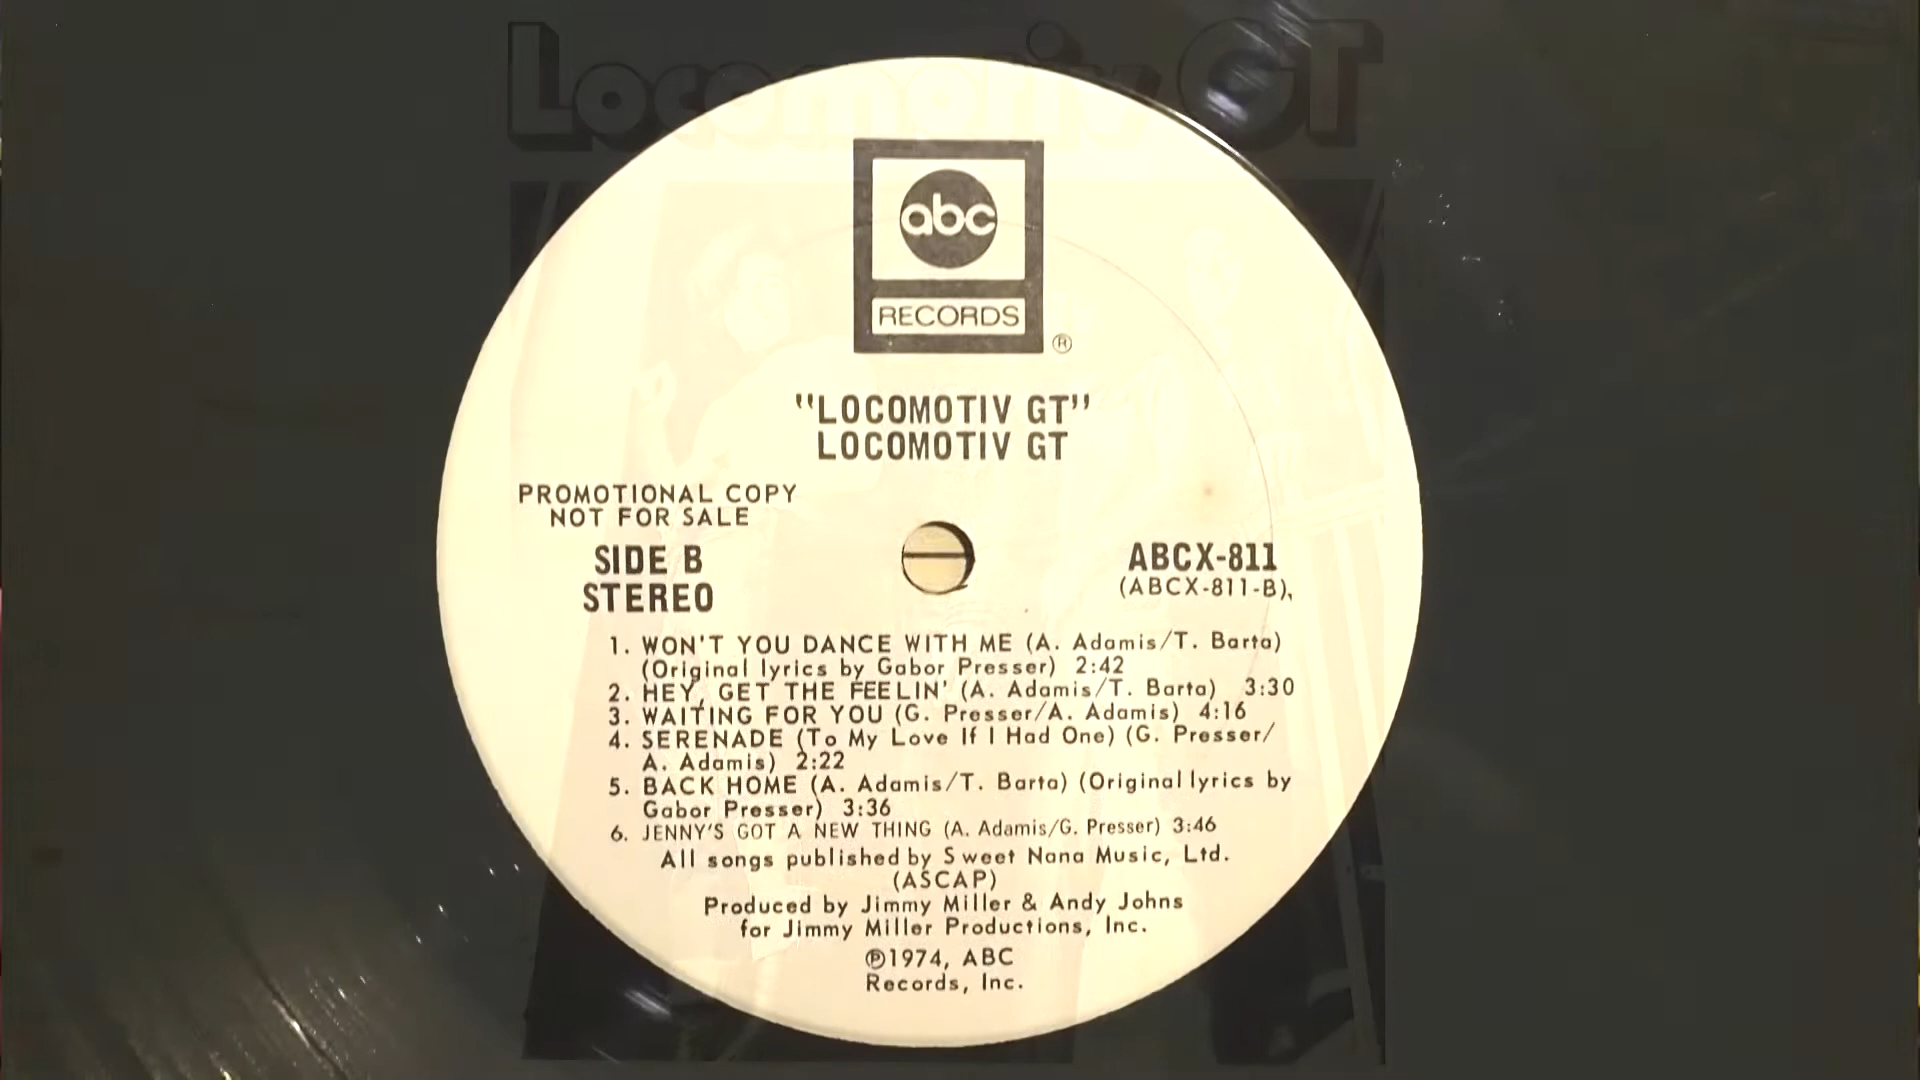 Locomotiv GT
abc
RECORDS
®
"LOCOMOTIV GT"
LOCOMOTIV GT
PROMOTIONAL COPY
NOT FOR SALE
SIDE B
STEREO
ABCX-811
(ABCX-811-B),
1. WON'T YOU DANCE WITH ME (A. Adamis/T. Barta)
(Original lyrics by Gabor Presser) 2:42
2. HEY, GET THE FEELIN' (A. Adamis/T. Barta) 3:30
3. WAITING FOR YOU (G. Presser/A. Adamis) 4:16
4. SERENADE (To My Love If I Had One) (G. Presser/
A. Adamis) 2:22
5. BACK HOME (A. Adamis/T. Barta) (Original lyrics by
Gabor Presser) 3:36
6. JENNY'S GOT A NEW THING (A. Adamis/G. Presser) 3:46
All songs published by Sweet Nana Music, Ltd.
(ASCAP)
Produced by Jimmy Miller & Andy Johns
for Jimmy Miller Productions, Inc.
℗1974, ABC
Records, Inc.